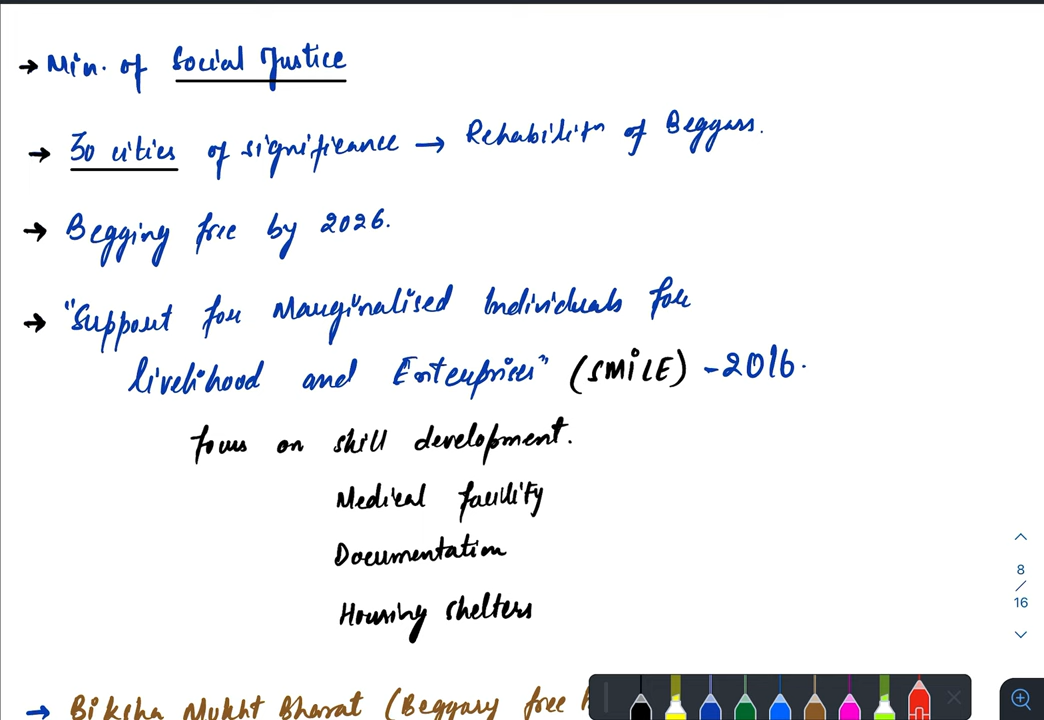 → Min. of Social Justice
→ 30 cities of significance → Rehabilitn of Beggars.
→ Begging free by 2026.
→ "Support for Marginalised Individuals for
livelihood and Enterprises" (SMILE) - 2016.
focus on skill development.
Medical facility
Documentation
Housing shelters
→ Biksha Mukht Bharat (Beggary free
8
/
16